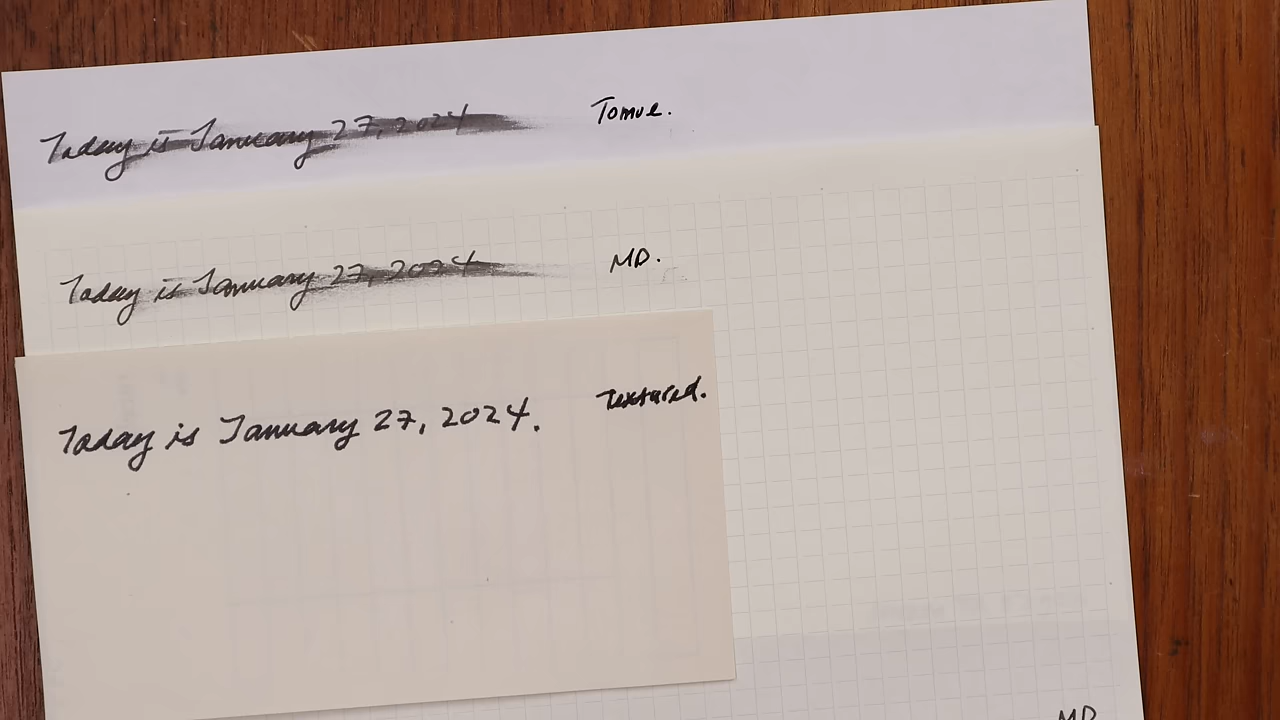 Today is January 27, 2024 Tomoe.
Today is January 27, 2024 MD.
Today is January 27, 2024. Textured.
MD